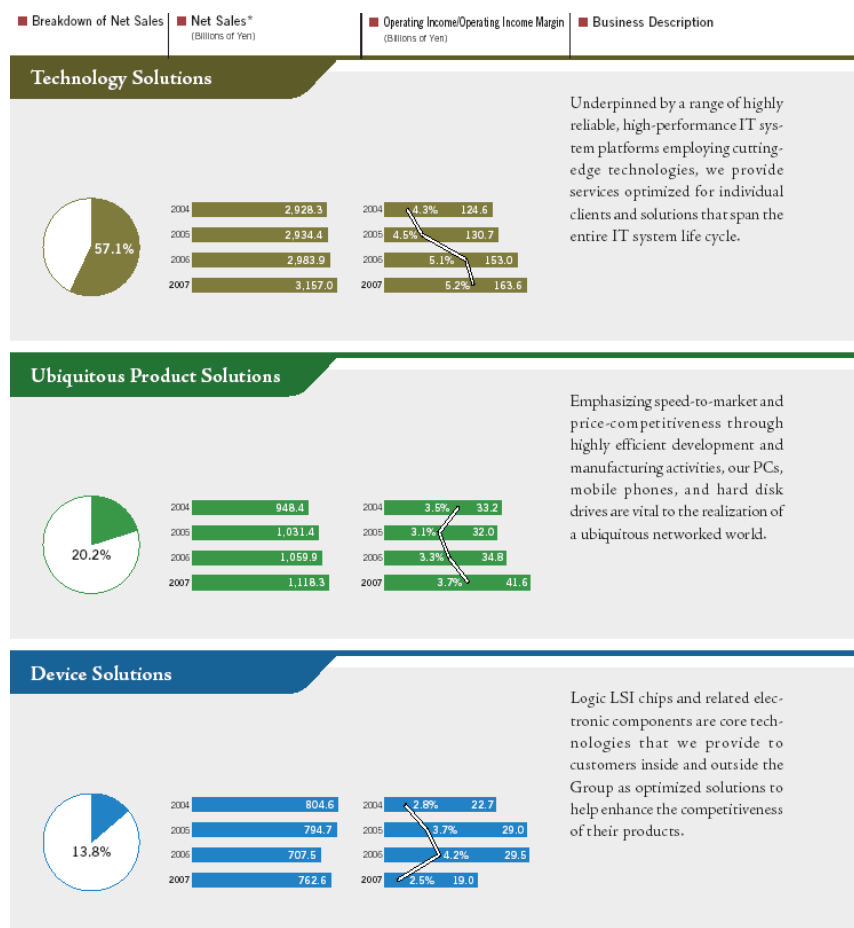 Breakdown of Net Sales
Net Sales*
(Billions of Yen)
Operating Income/Operating Income Margin
(Billions of Yen)
Business Description
Technology Solutions
57.1%
2004 2,928.3
2005 2,934.4
2006 2,983.9
2007 3,157.0
2004 4.3% 124.6
2005 4.5% 130.7
2006 5.1% 153.0
2007 5.2% 163.6
Underpinned by a range of highly
reliable, high-performance IT sys-
tem platforms employing cutting-
edge technologies, we provide
services optimized for individual
clients and solutions that span the
entire IT system life cycle.
Ubiquitous Product Solutions
20.2%
2004 948.4
2005 1,031.4
2006 1,059.9
2007 1,118.3
2004 3.5% 33.2
2005 3.1% 32.0
2006 3.3% 34.8
2007 3.7% 41.6
Emphasizing speed-to-market and
price-competitiveness through
highly efficient development and
manufacturing activities, our PCs,
mobile phones, and hard disk
drives are vital to the realization of
a ubiquitous networked world.
Device Solutions
13.8%
2004 804.6
2005 794.7
2006 707.5
2007 762.6
2004 2.8% 22.7
2005 3.7% 29.0
2006 4.2% 29.5
2007 2.5% 19.0
Logic LSI chips and related elec-
tronic components are core tech-
nologies that we provide to
customers inside and outside the
Group as optimized solutions to
help enhance the competitiveness
of their products.